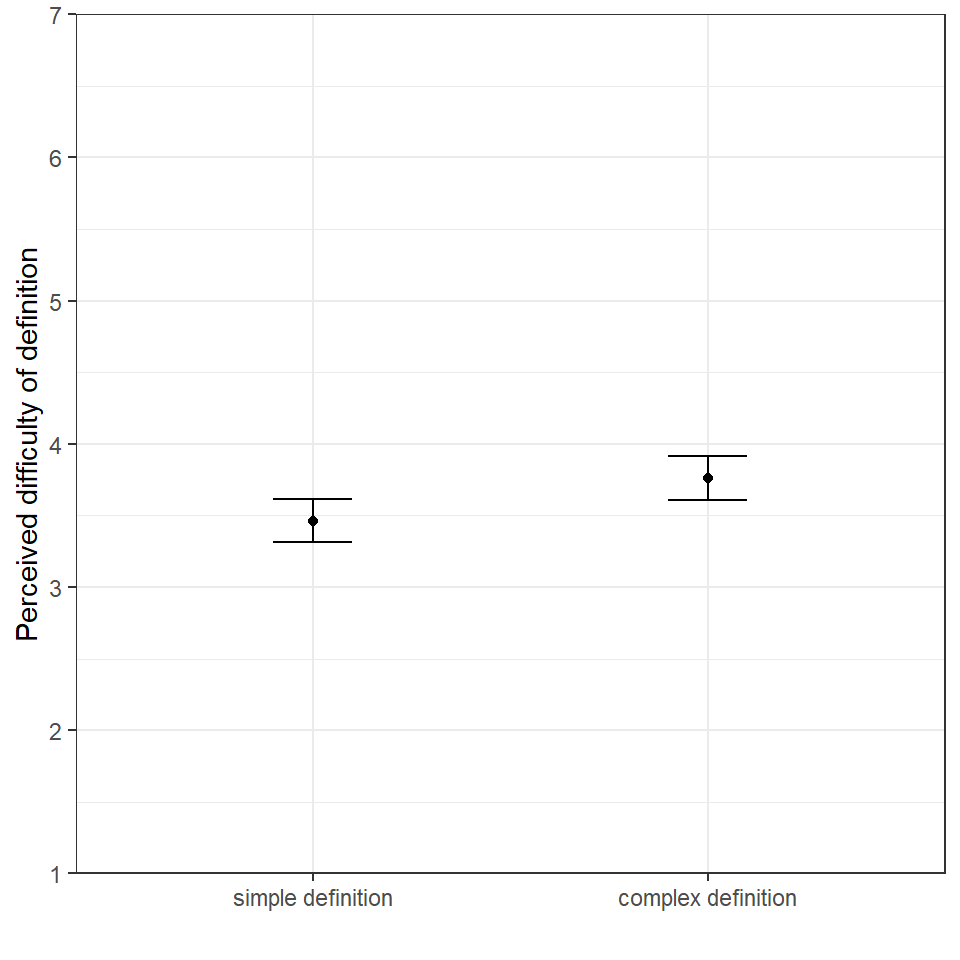 Perceived difficulty of definition
7
6
5
4
3
2
1
simple definition
complex definition